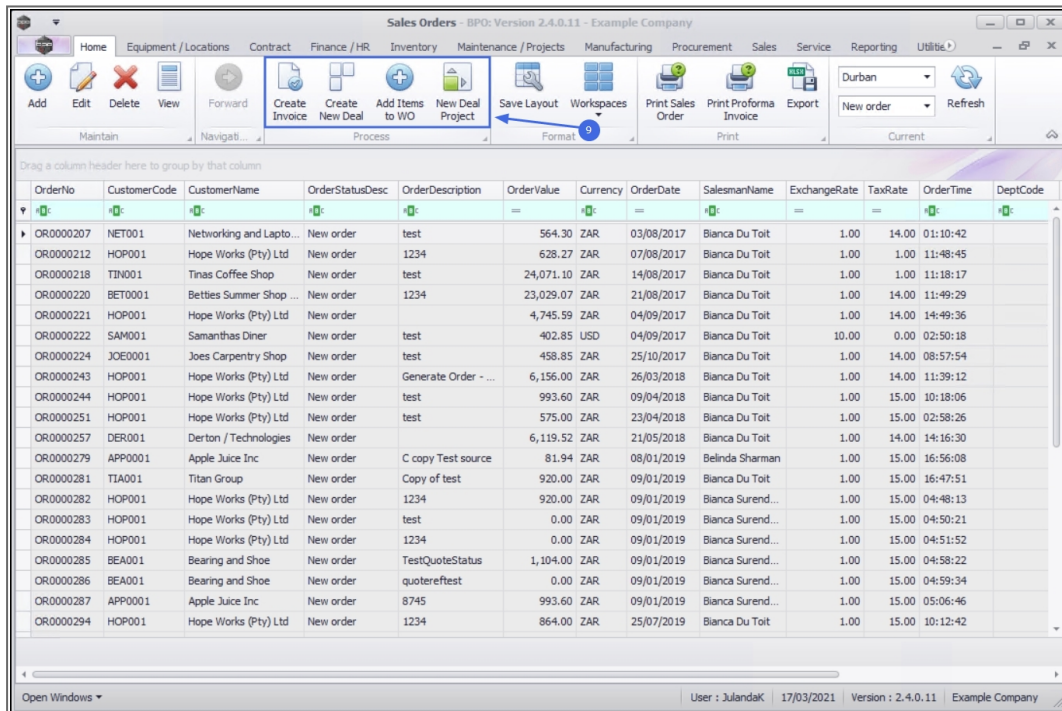 Sales Orders - BPO: Version 2.4.0.11 - Example Company
Home Equipment / Locations Contract Finance / HR Inventory Maintenance / Projects Manufacturing Procurement Sales Service Reporting Utilitie
Add Edit Delete View Forward Create Invoice Create New Deal Add Items to WO New Deal Project Save Layout Workspaces Print Sales Order Print Proforma Invoice Export Durban New order Refresh
Maintain Navigati... Process Format 9 Print Current
Drag a column header here to group by that column
OrderNo CustomerCode CustomerName OrderStatusDesc OrderDescription OrderValue Currency OrderDate SalesmanName ExchangeRate TaxRate OrderTime DeptCode
OR0000207 NET001 Networking and Lapto... New order test 564.30 ZAR 03/08/2017 Bianca Du Toit 1.00 14.00 01:10:42
OR0000212 HOP001 Hope Works (Pty) Ltd New order 1234 628.27 ZAR 07/08/2017 Bianca Du Toit 1.00 1.00 11:48:45
OR0000218 TIN001 Tinas Coffee Shop New order test 24,071.10 ZAR 14/08/2017 Bianca Du Toit 1.00 1.00 11:18:17
OR0000220 BET0001 Betties Summer Shop ... New order 1234 23,029.07 ZAR 21/08/2017 Bianca Du Toit 1.00 14.00 11:49:29
OR0000221 HOP001 Hope Works (Pty) Ltd New order 4,745.59 ZAR 04/09/2017 Bianca Du Toit 1.00 14.00 14:49:36
OR0000222 SAM001 Samanthas Diner New order test 402.85 USD 04/09/2017 Bianca Du Toit 10.00 0.00 02:50:18
OR0000224 JOE0001 Joes Carpentry Shop New order test 458.85 ZAR 25/10/2017 Bianca Du Toit 1.00 14.00 08:57:54
OR0000243 HOP001 Hope Works (Pty) Ltd New order Generate Order - ... 6,156.00 ZAR 26/03/2018 Bianca Du Toit 1.00 14.00 11:39:12
OR0000244 HOP001 Hope Works (Pty) Ltd New order test 993.60 ZAR 09/04/2018 Bianca Du Toit 1.00 15.00 10:18:06
OR0000251 HOP001 Hope Works (Pty) Ltd New order test 575.00 ZAR 23/04/2018 Bianca Du Toit 1.00 15.00 02:58:26
OR0000257 DER001 Derton / Technologies New order 6,119.52 ZAR 21/05/2018 Bianca Du Toit 1.00 14.00 14:16:30
OR0000279 APP0001 Apple Juice Inc New order C copy Test source 81.94 ZAR 08/01/2019 Belinda Sharman 1.00 15.00 16:56:08
OR0000281 TIA001 Titan Group New order Copy of test 920.00 ZAR 09/01/2019 Bianca Du Toit 1.00 15.00 16:47:51
OR0000282 HOP001 Hope Works (Pty) Ltd New order 1234 920.00 ZAR 09/01/2019 Bianca Surend... 1.00 15.00 04:48:13
OR0000283 HOP001 Hope Works (Pty) Ltd New order test 0.00 ZAR 09/01/2019 Bianca Surend... 1.00 15.00 04:50:21
OR0000284 HOP001 Hope Works (Pty) Ltd New order 1234 0.00 ZAR 09/01/2019 Bianca Surend... 1.00 15.00 04:51:52
OR0000285 BEA001 Bearing and Shoe New order TestQuoteStatus 1,104.00 ZAR 09/01/2019 Bianca Surend... 1.00 15.00 04:58:22
OR0000286 BEA001 Bearing and Shoe New order quotereftest 0.00 ZAR 09/01/2019 Bianca Surend... 1.00 15.00 04:59:34
OR0000287 APP0001 Apple Juice Inc New order 8745 993.60 ZAR 09/01/2019 Bianca Surend... 1.00 15.00 05:06:46
OR0000294 HOP001 Hope Works (Pty) Ltd New order 1234 864.00 ZAR 25/07/2019 Bianca Du Toit 1.00 15.00 10:12:42
Open Windows User : JulandaK 17/03/2021 Version : 2.4.0.11 Example Company